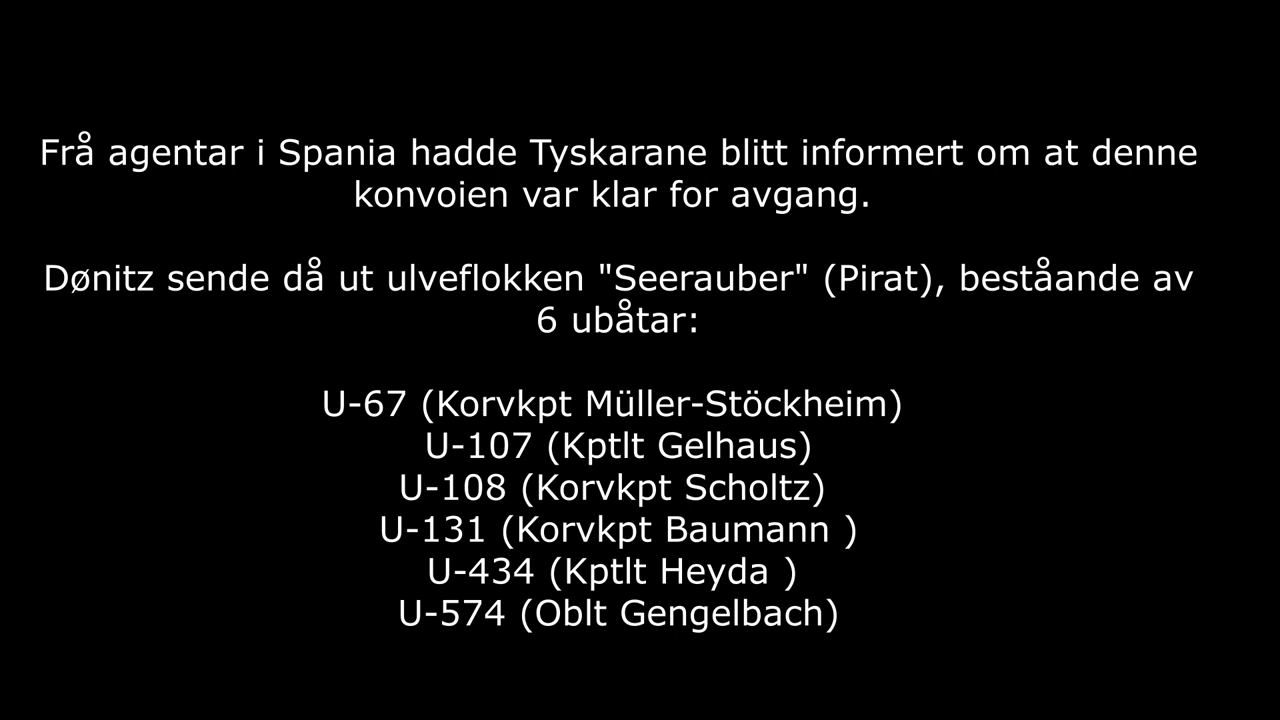 Frå agentar i Spania hadde Tyskarane blitt informert om at denne
konvoien var klar for avgang.
Dønitz sende då ut ulveflokken "Seerauber" (Pirat), beståande av
6 ubåtar:
U-67 (Korvkpt Müller-Stöckheim)
U-107 (Kptlt Gelhaus)
U-108 (Korvkpt Scholtz)
U-131 (Korvkpt Baumann )
U-434 (Kptlt Heyda )
U-574 (Oblt Gengelbach)